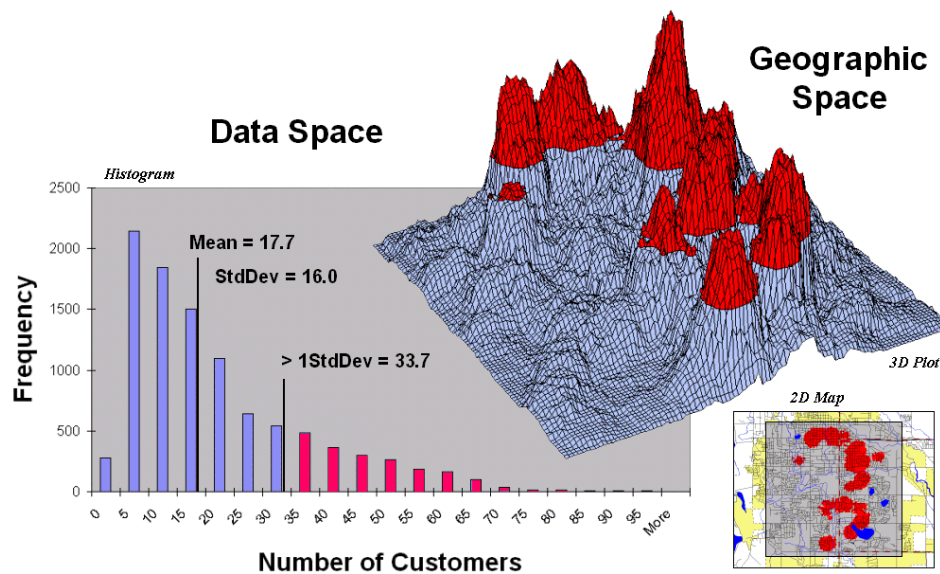 Geographic
Space
Data Space
Histogram
2500
2000
1500
1000
500
0
Frequency
Mean = 17.7
StdDev = 16.0
> 1StdDev = 33.7
0
5
10
15
20
25
30
35
40
45
50
55
60
65
70
75
80
85
90
95
More
Number of Customers
3D Plot
2D Map